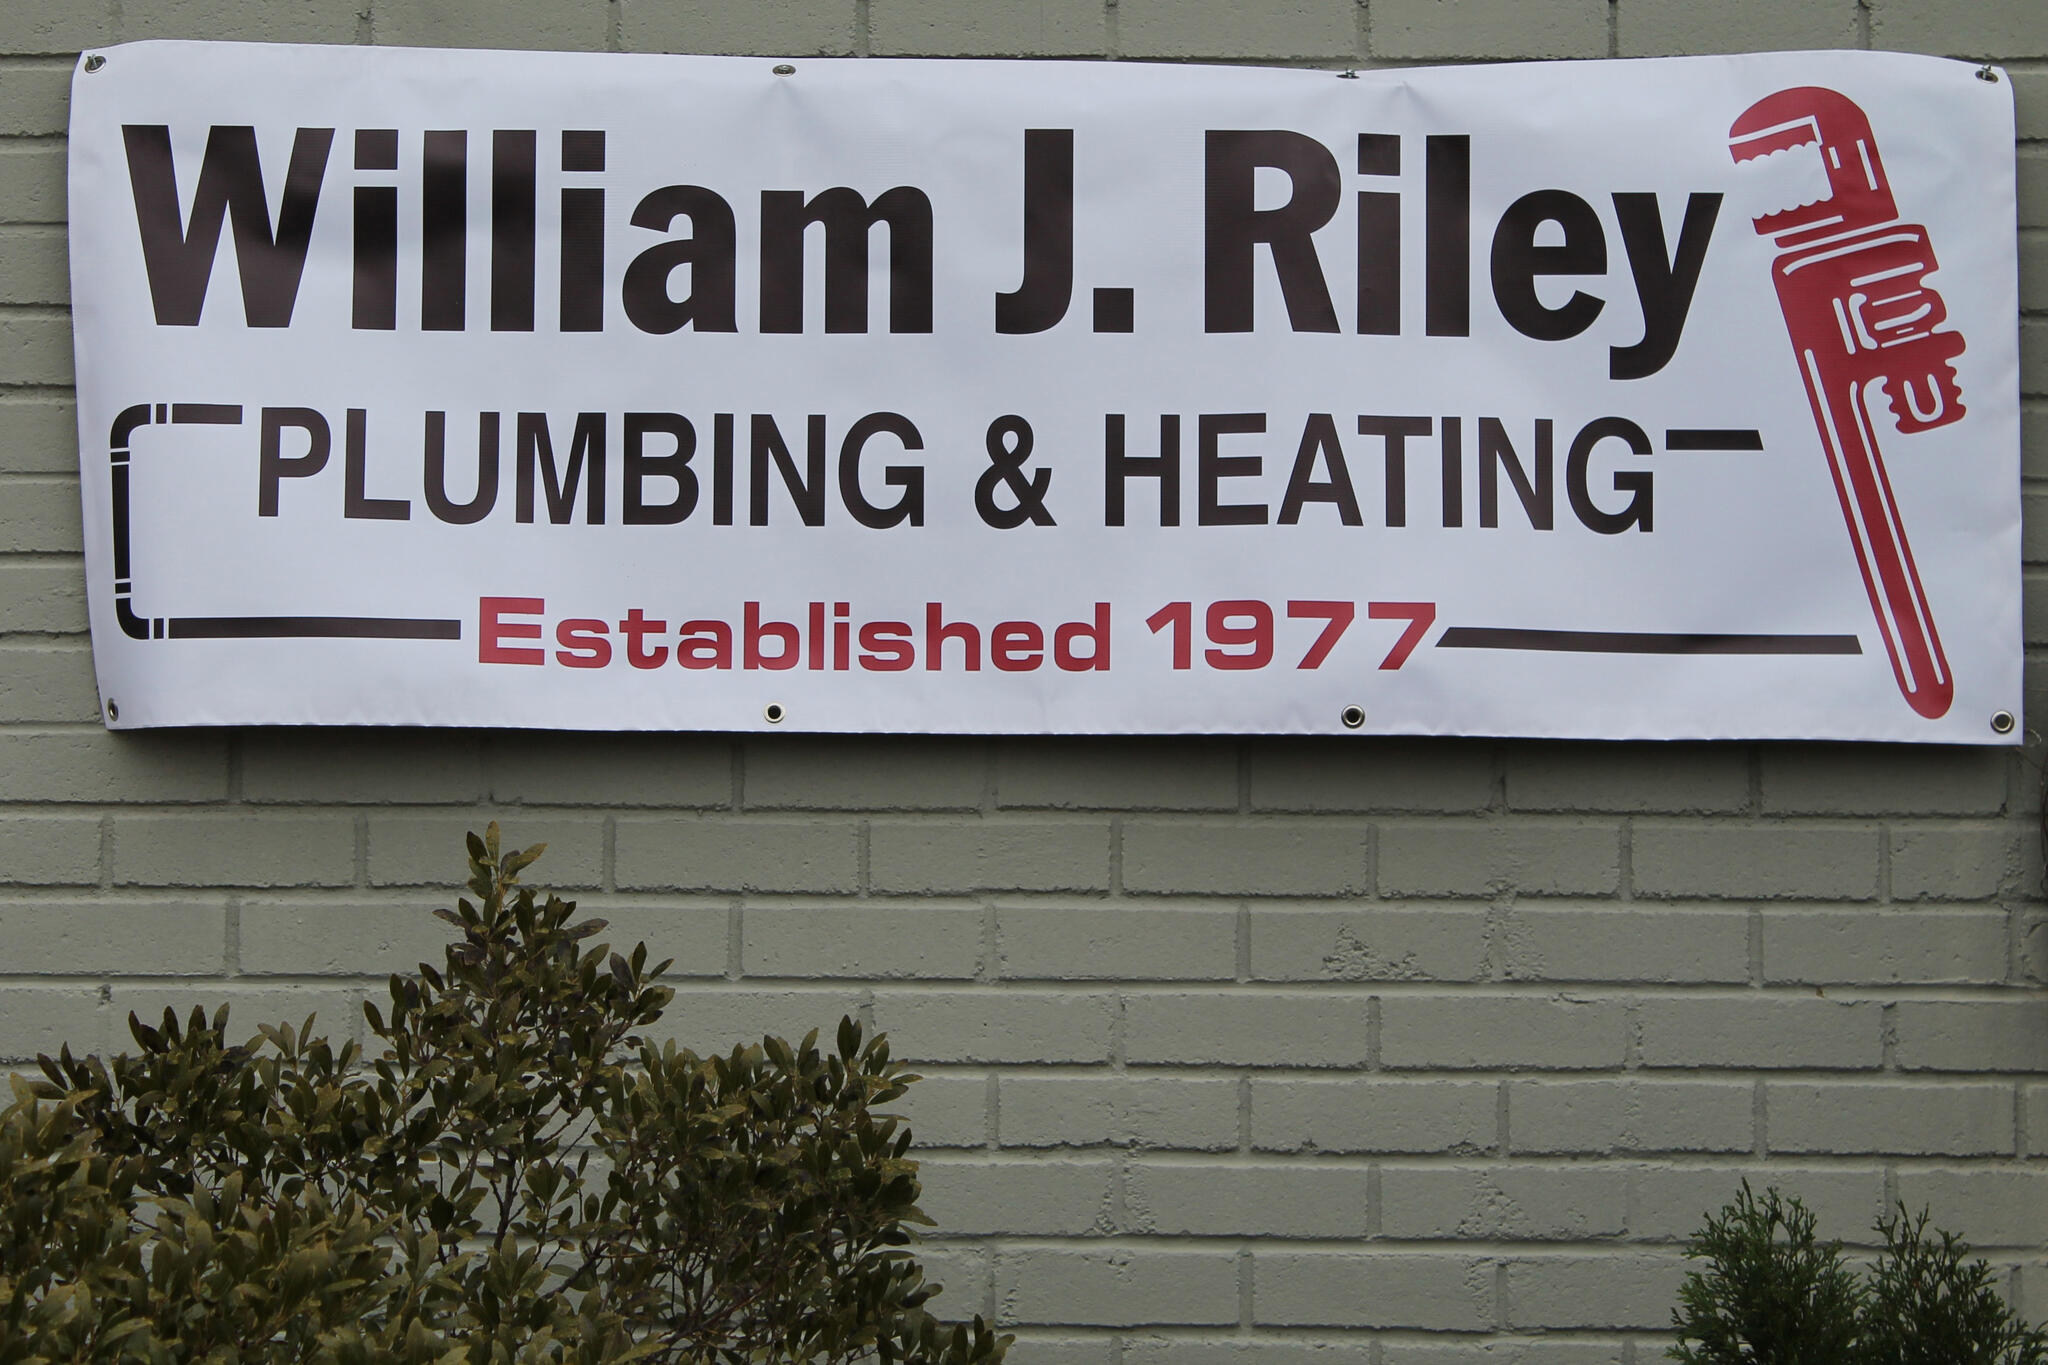 William J. Riley
PLUMBING & HEATING
Established 1977